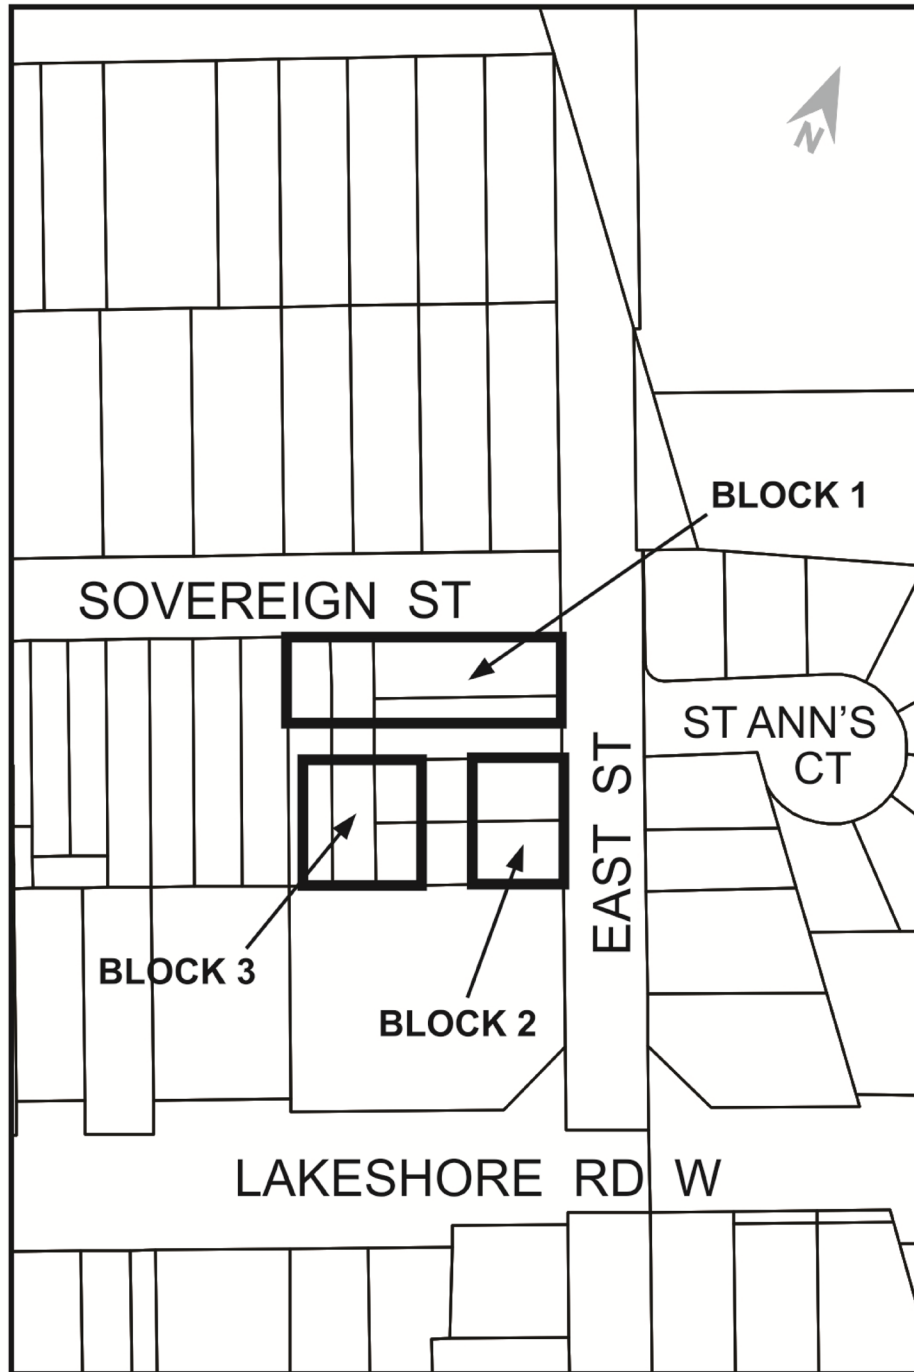 N
BLOCK 1
SOVEREIGN ST
ST ANN'S
CT
EAST ST
BLOCK 3
BLOCK 2
LAKESHORE RD W